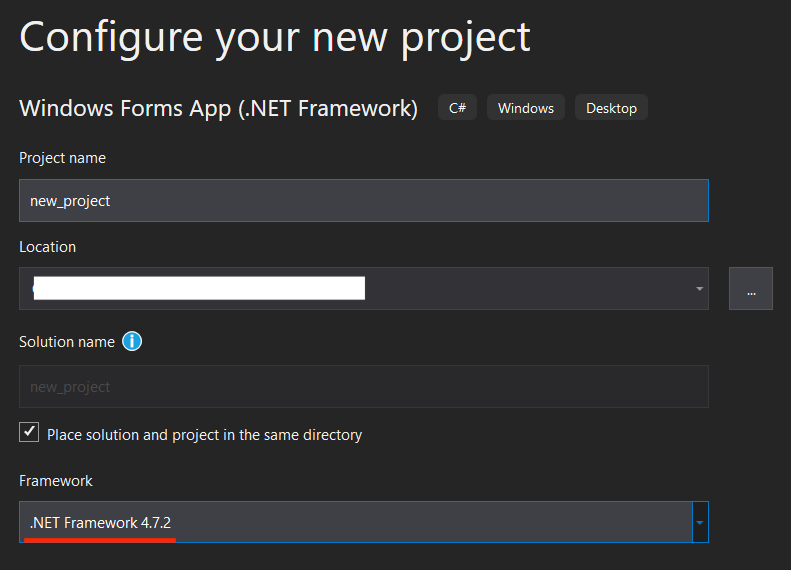 Configure your new project
Windows Forms App (.NET Framework) C# Windows Desktop
Project name
new_project
Location
...
Solution name i
new_project
Place solution and project in the same directory
Framework
.NET Framework 4.7.2